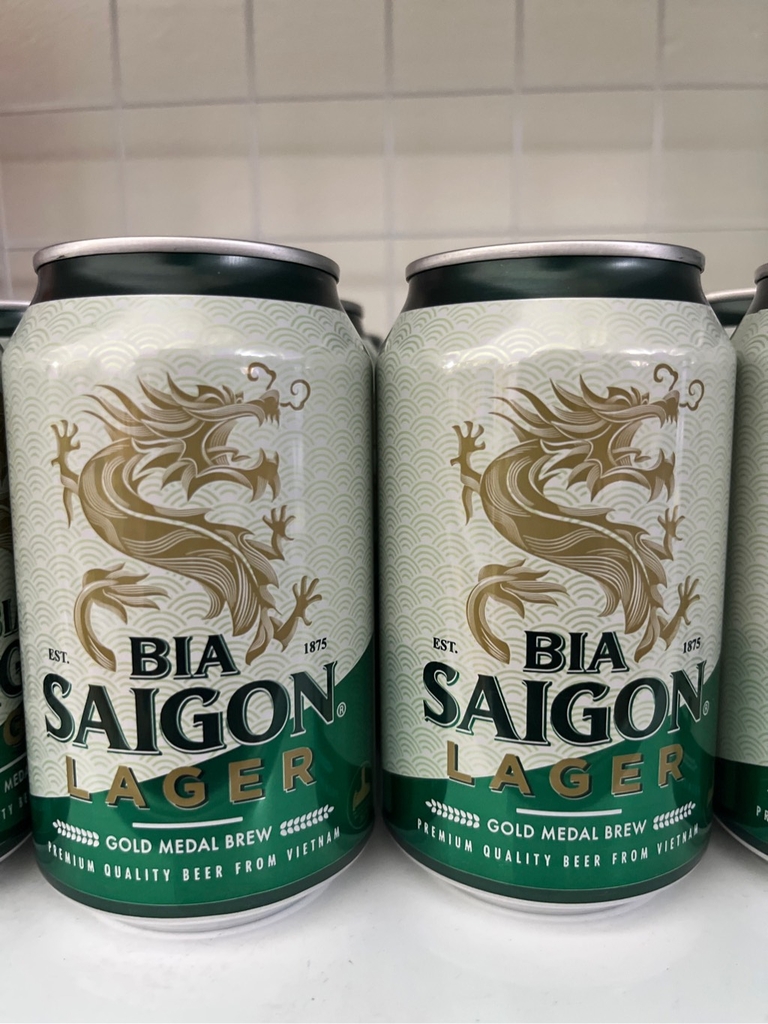 EST. BIA 1875
SAIGON®
LAGER
GOLD MEDAL BREW
PREMIUM QUALITY BEER FROM VIETNAM
EST. BIA 1875
SAIGON®
LAGER
GOLD MEDAL BREW
PREMIUM QUALITY BEER FROM VIETNAM